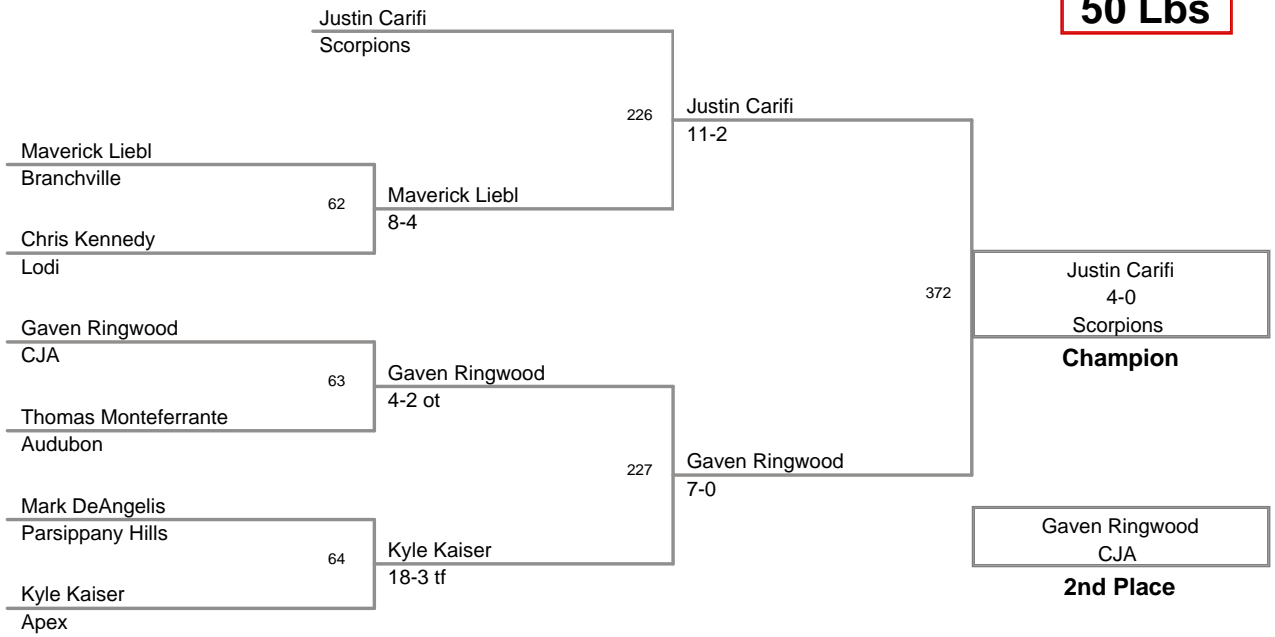 50 Lbs
Justin Carifi
Scorpions
226
Justin Carifi
11-2
Maverick Liebl
Branchville
62
Maverick Liebl
8-4
Chris Kennedy
Lodi
372
Justin Carifi
4-0
Scorpions
Champion
Gaven Ringwood
CJA
63
Gaven Ringwood
4-2 ot
Thomas Monteferrante
Audubon
227
Gaven Ringwood
7-0
Mark DeAngelis
Parsippany Hills
64
Kyle Kaiser
18-3 tf
Kyle Kaiser
Apex
Gaven Ringwood
CJA
2nd Place